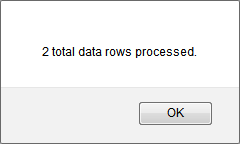 2 total data rows processed.
OK